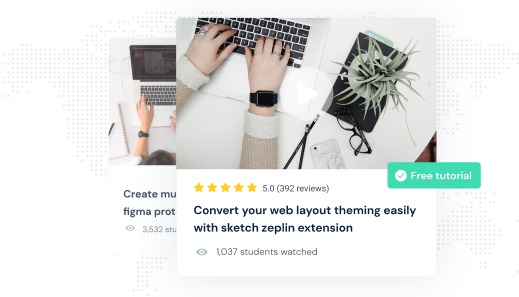 5.0 (392 reviews)
Free tutorial
Convert your web layout theming easily
with sketch zeplin extension
1,037 students watched
Create mu
figma prot
3,532 stu